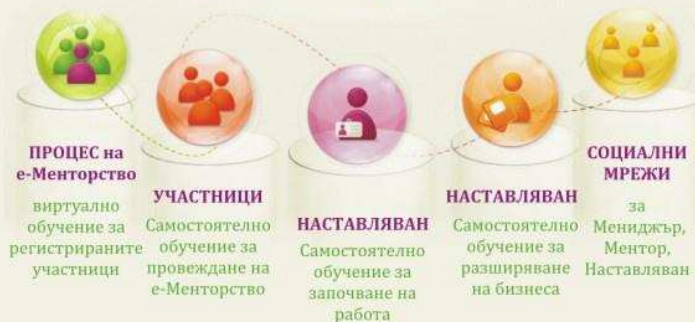 ПРОЦЕС на
е-Менторство
виртуално
обучение за
регистрираните
участници
УЧАСТНИЦИ
Самостоятелно
обучение за
провеждане на
е-Менторство
НАСТАВЛЯВАН
Самостоятелно
обучение за
започване на
работа
НАСТАВЛЯВАН
Самостоятелно
обучение за
разширяване
на бизнеса
СОЦИАЛНИ
МРЕЖИ
за
Мениджър,
Ментор,
Наставляван